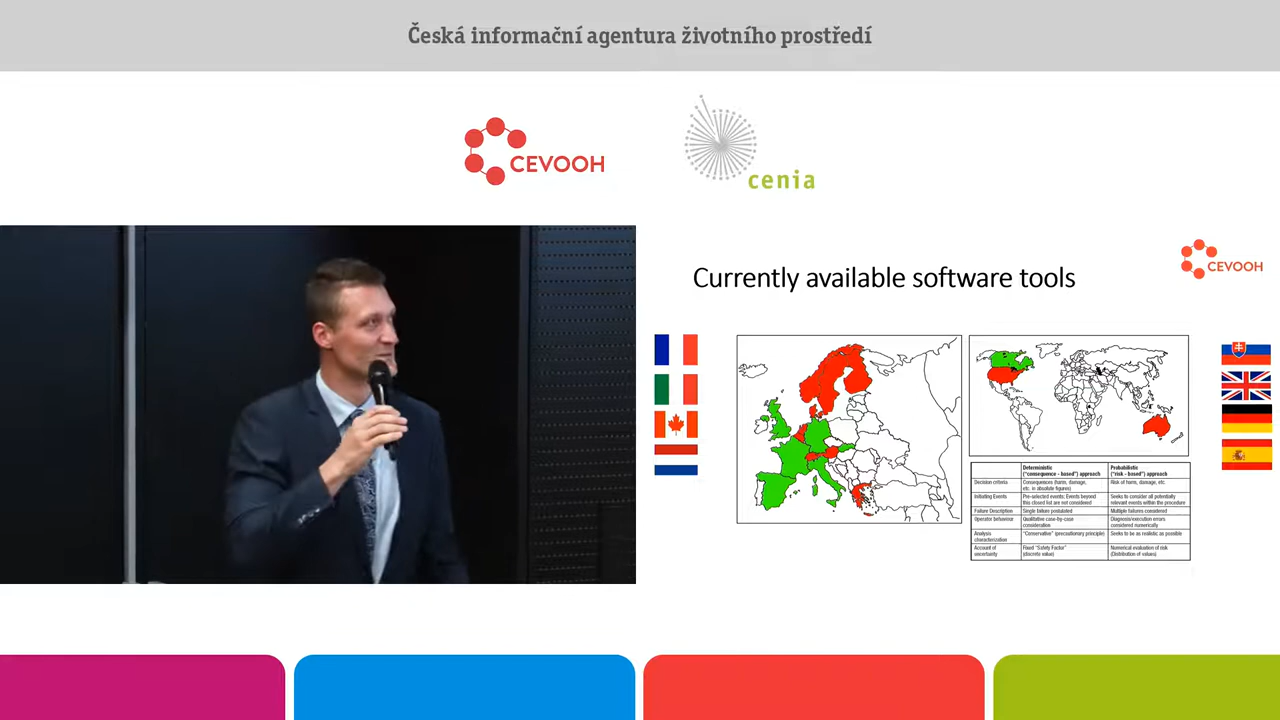 Česká informační agentura životního prostředí
CEVOOH
cenia
CEVOOH
Currently available software tools
Deterministic
("consequence - based") approach
Probabilistic
("risk - based") approach
Decision criteria
Consequences (harm, damage,
etc. in absolute figures)
Risk of harm, damage, etc.
Initiating Events
Pre-selected events; Events beyond
this closed list are not considered
Seeks to consider all potentially
relevant events within the procedure
Failure Description
Single failure postulated
Multiple failures considered
Operator behaviour
Qualitative case-by-case
consideration
Diagnosis/execution errors
considered numerically
Analysis
characterization
"Conservative" (precautionary principle)
Seeks to be as realistic as possible
Account of
uncertainty
Fixed "Safety Factor"
(discrete value)
Numerical evaluation of risk
(Distribution of values)